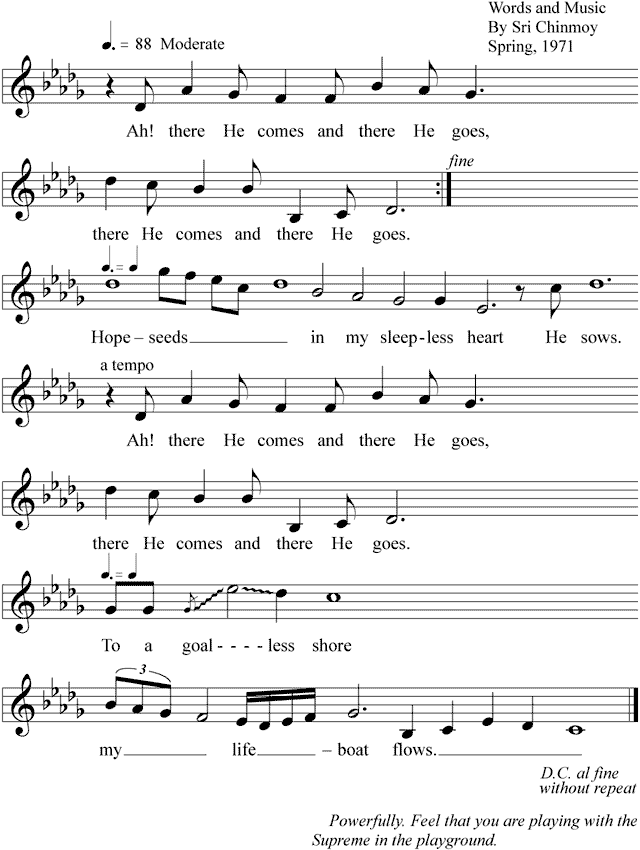 Words and Music
By Sri Chinmoy
Spring, 1971
♩. = 88 Moderate
Ah! there He comes and there He goes,
fine
there He comes and there He goes.
♩. = ♩
Hope – seeds in my sleep-less heart He sows.
a tempo
Ah! there He comes and there He goes,
there He comes and there He goes.
♩. = ♩
To a goal - - - - less shore
3
my life – boat flows.
D.C. al fine
without repeat
Powerfully. Feel that you are playing with the
Supreme in the playground.